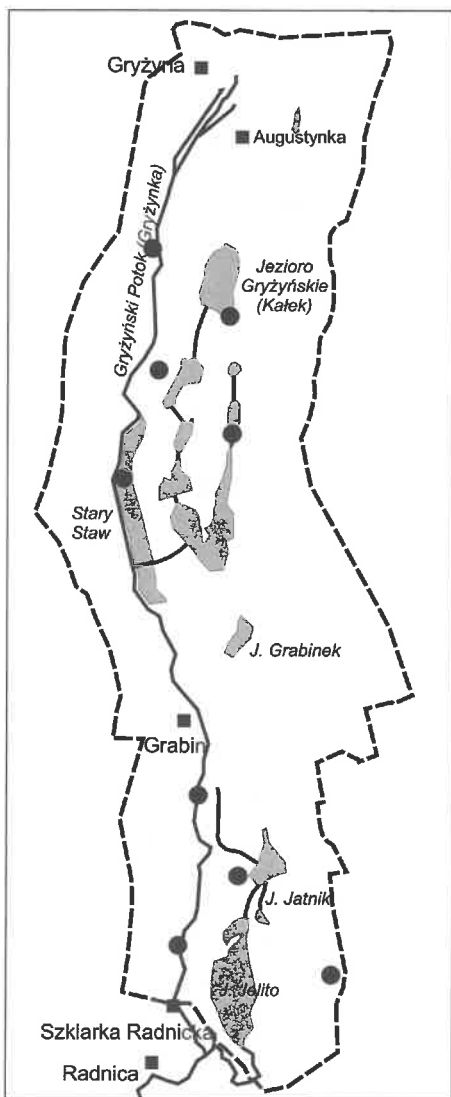 Gryżyna
Augustynka
Gryżyński Potok (Gryżynka)
Jezioro
Gryżyńskie
(Kałek)
Stary
Staw
J. Grabinek
Grabin
J. Jatnik
J. Jelito
Szklarka Radnicka
Radnica